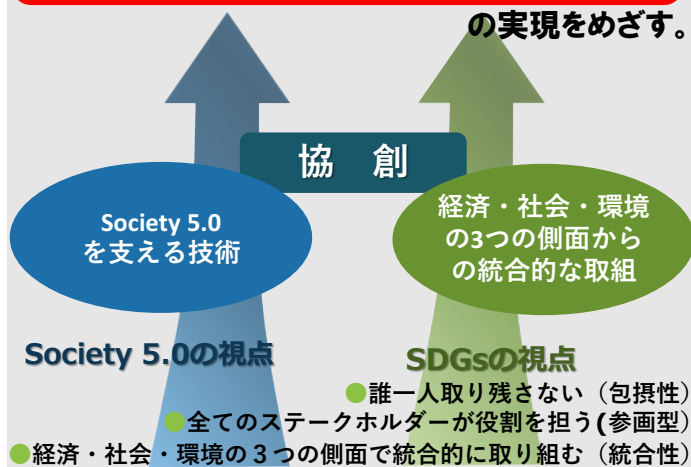 の実現をめざす。
協 創
Society 5.0
を支える技術
経済・社会・環境
の3つの側面から
の統合的な取組
Society 5.0の視点
SDGsの視点
●誰一人取り残さない（包摂性）
●全てのステークホルダーが役割を担う(参画型)
●経済・社会・環境の３つの側面で統合的に取り組む（統合性）